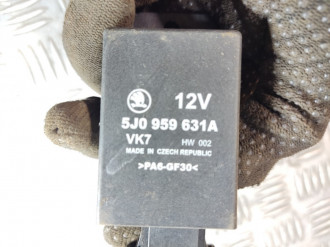 12V
5J0 959 631A
VK7 HW 002
MADE IN CZECH REPUBLIC
>PA6-GF30<